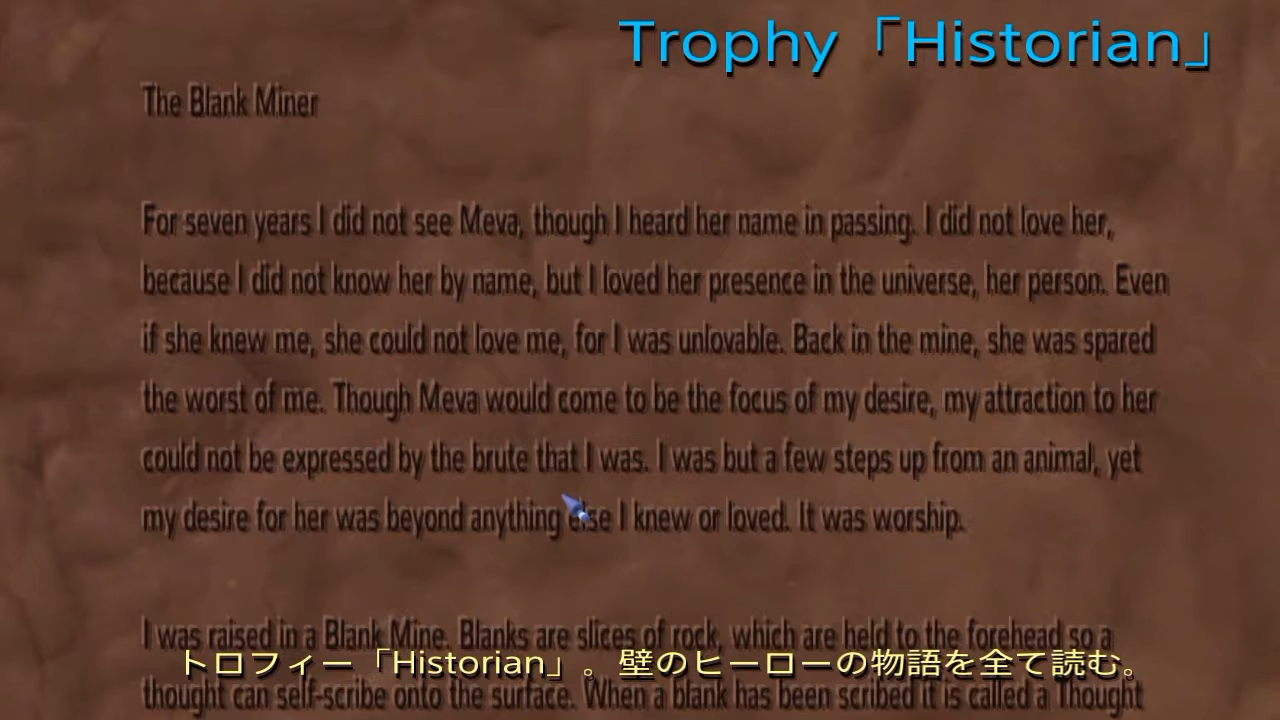 Trophy「Historian」
The Blank Miner
For seven years I did not see Meva, though I heard her name in passing. I did not love her,
because I did not know her by name, but I loved her presence in the universe, her person. Even
if she knew me, she could not love me, for I was unlovable. Back in the mine, she was spared
the worst of me. Though Meva would come to be the focus of my desire, my attraction to her
could not be expressed by the brute that I was. I was but a few steps up from an animal, yet
my desire for her was beyond anything else I knew or loved. It was worship.
I was raised in a Blank Mine. Blanks are slices of rock, which are held to the forehead so a
トロフィー「Historian」。壁のヒーローの物語を全て読む。
thought can self-scribe onto the surface. When a blank has been scribed it is called a Thought